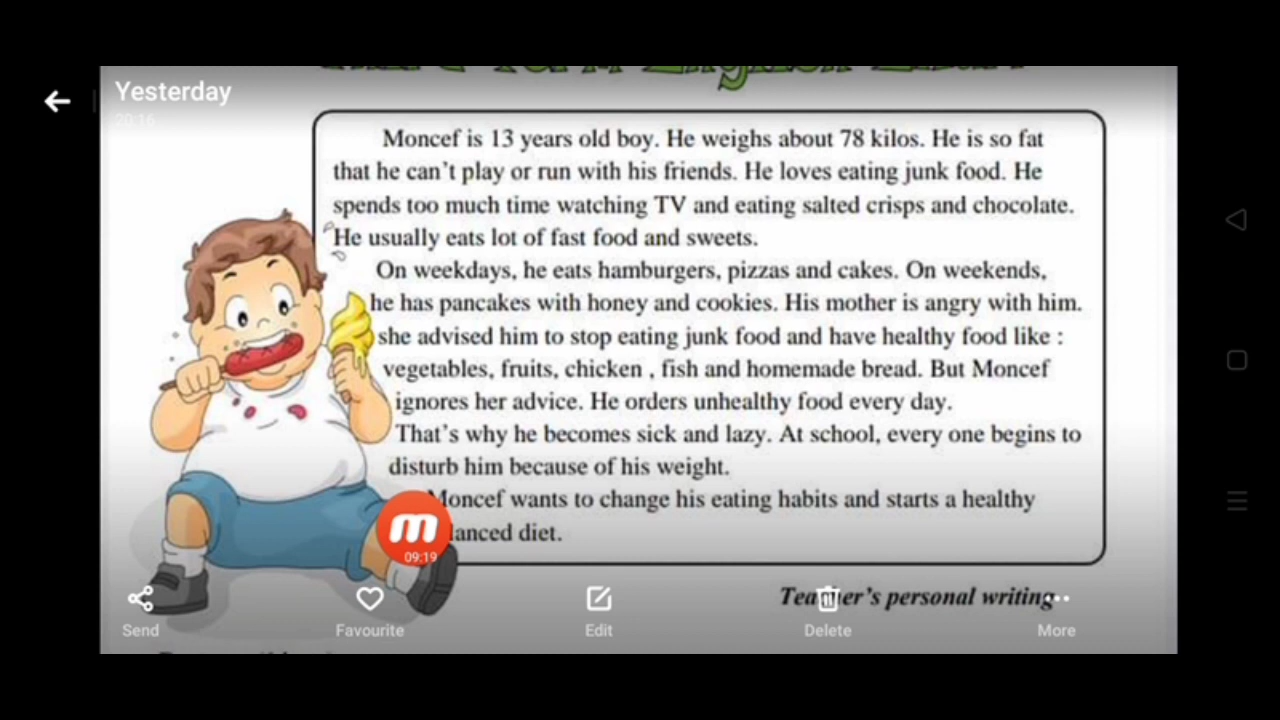 Yesterday
20:16
Moncef is 13 years old boy. He weighs about 78 kilos. He is so fat
that he can't play or run with his friends. He loves eating junk food. He
spends too much time watching TV and eating salted crisps and chocolate.
He usually eats lot of fast food and sweets.
On weekdays, he eats hamburgers, pizzas and cakes. On weekends,
he has pancakes with honey and cookies. His mother is angry with him.
she advised him to stop eating junk food and have healthy food like :
vegetables, fruits, chicken , fish and homemade bread. But Moncef
ignores her advice. He orders unhealthy food every day.
That's why he becomes sick and lazy. At school, every one begins to
disturb him because of his weight.
Moncef wants to change his eating habits and starts a healthy
lanced diet.
09:19
Teacher's personal writing
Send
Favourite
Edit
Delete
More